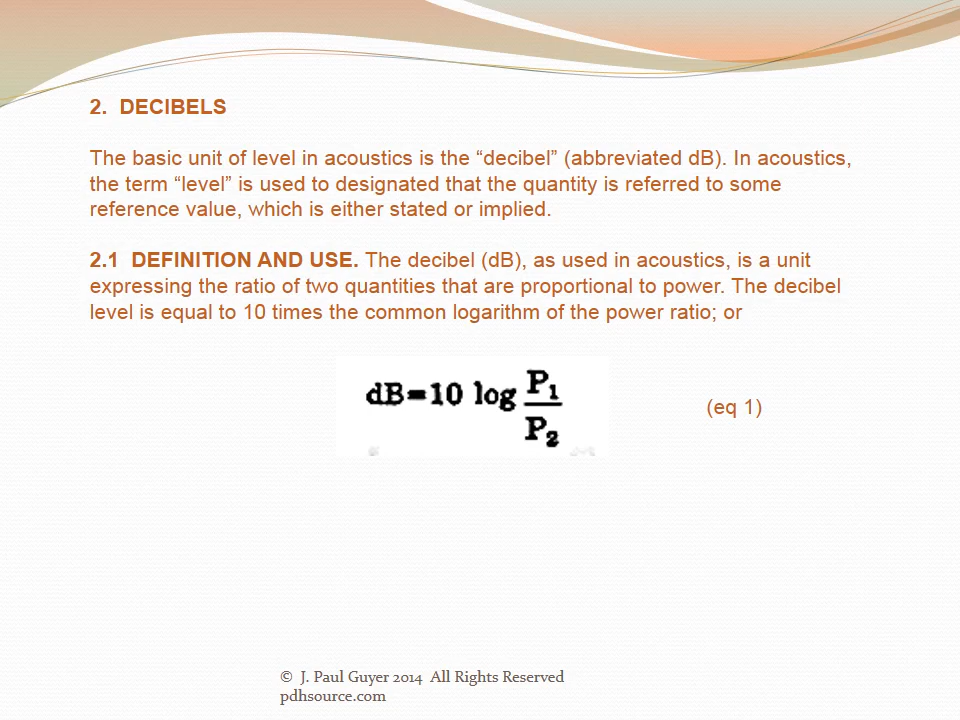 2.  DECIBELS
The basic unit of level in acoustics is the “decibel” (abbreviated dB). In acoustics,
the term “level” is used to designated that the quantity is referred to some
reference value, which is either stated or implied.
2.1  DEFINITION AND USE. The decibel (dB), as used in acoustics, is a unit
expressing the ratio of two quantities that are proportional to power. The decibel
level is equal to 10 times the common logarithm of the power ratio; or
dB=10 log P₁/P₂
(eq 1)
©  J. Paul Guyer 2014  All Rights Reserved
pdhsource.com